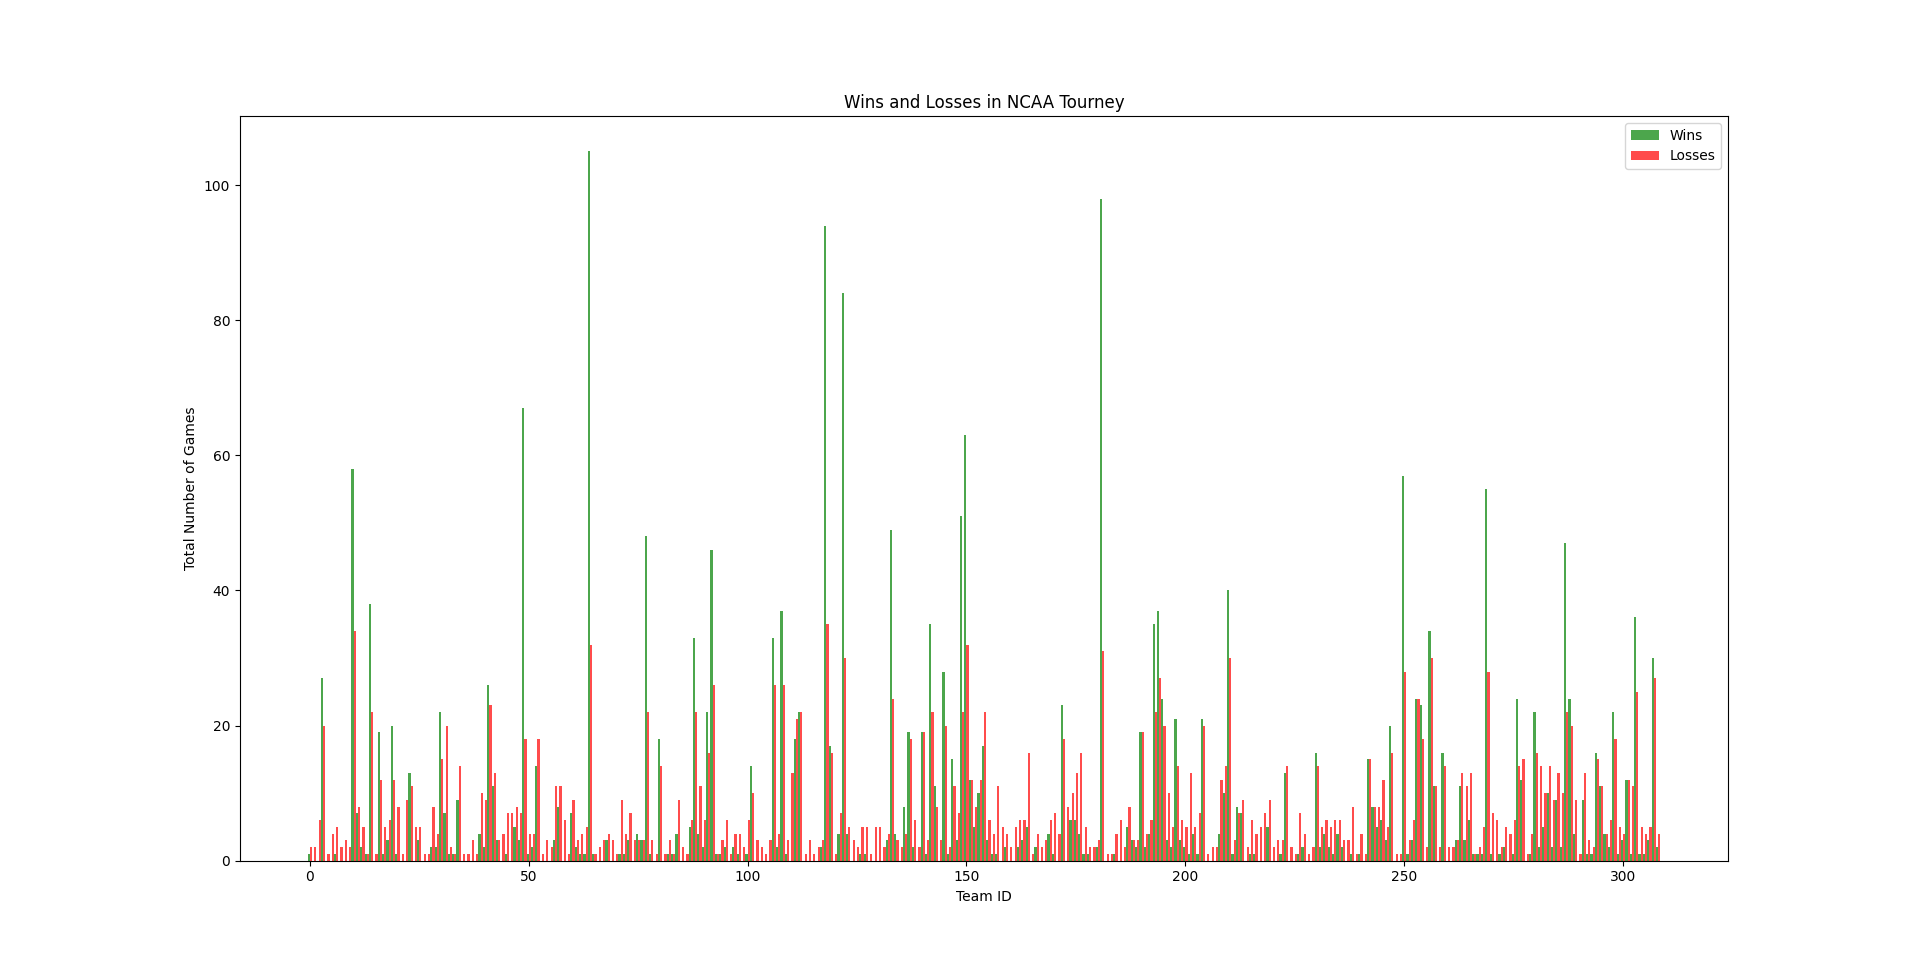 Wins and Losses in NCAA Tourney
Wins
Losses
Total Number of Games
100
80
60
40
20
0
0 50 100 150 200 250 300
Team ID